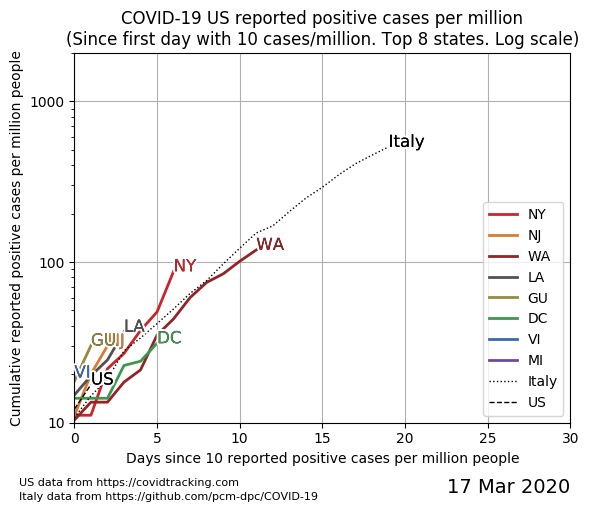 COVID-19 US reported positive cases per million
(Since first day with 10 cases/million. Top 8 states. Log scale)
Cumulative reported positive cases per million people
1000
100
10
Italy
WA
NY
LA
GU
NJ
DC
VI
US
NY
NJ
WA
LA
GU
DC
VI
MI
Italy
US
0 5 10 15 20 25 30
Days since 10 reported positive cases per million people
US data from https://covidtracking.com
Italy data from https://github.com/pcm-dpc/COVID-19
17 Mar 2020